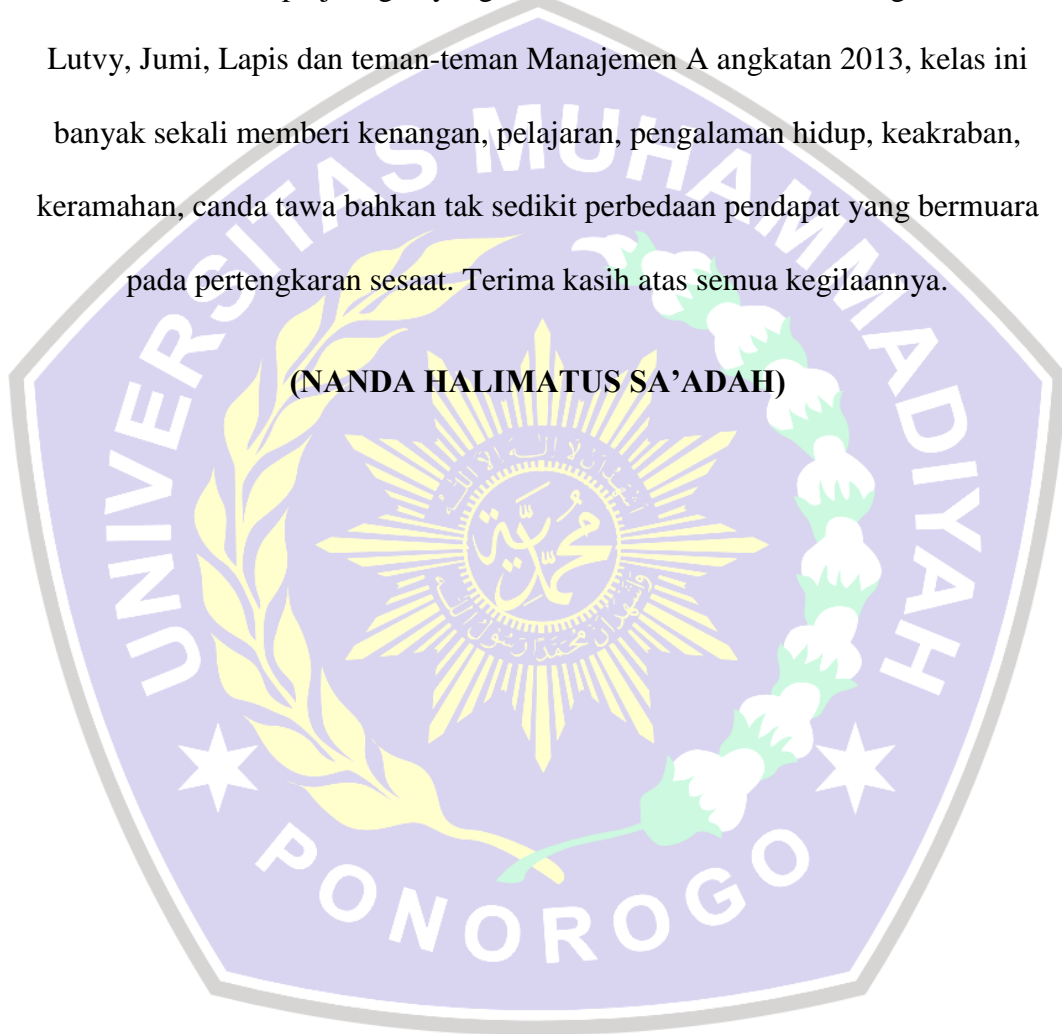 Lutvy, Jumi, Lapis dan teman-teman Manajemen A angkatan 2013, kelas ini
banyak sekali memberi kenangan, pelajaran, pengalaman hidup, keakraban,
keramahan, canda tawa bahkan tak sedikit perbedaan pendapat yang bermuara
pada pertengkaran sesaat. Terima kasih atas semua kegilaannya.
(NANDA HALIMATUS SA’ADAH)
UNIVERSITAS MUHAMMADIYAH
PONOROGO
محمدية